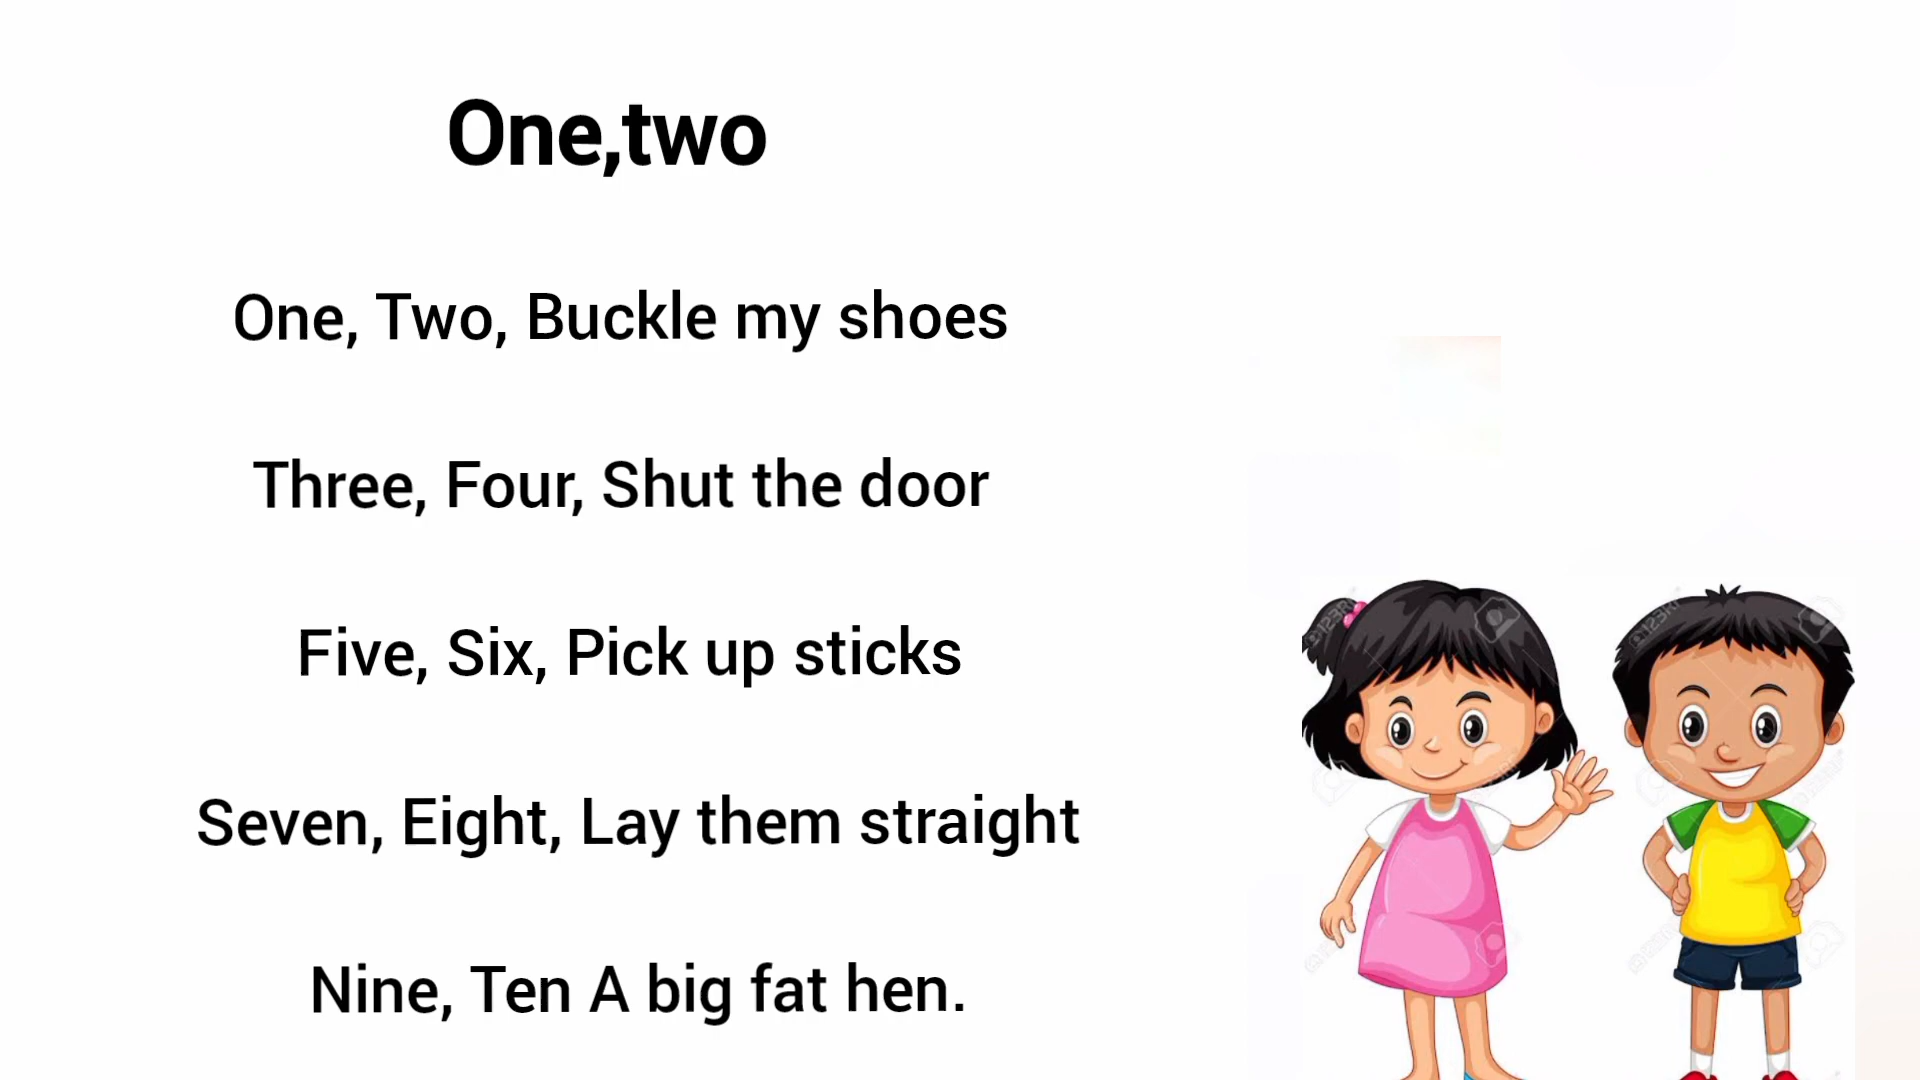 One,two
One, Two, Buckle my shoes
Three, Four, Shut the door
Five, Six, Pick up sticks
Seven, Eight, Lay them straight
Nine, Ten A big fat hen.